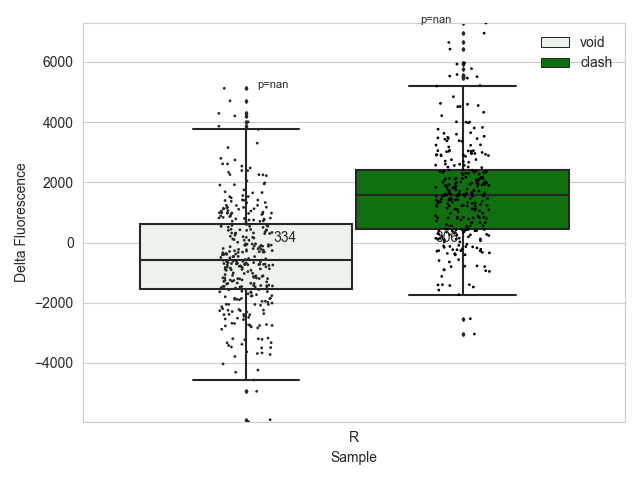 p=nan
void
6000
clash
p=nan
4000
2000
334
0
−2000
−4000
Delta Fluorescence
R
Sample